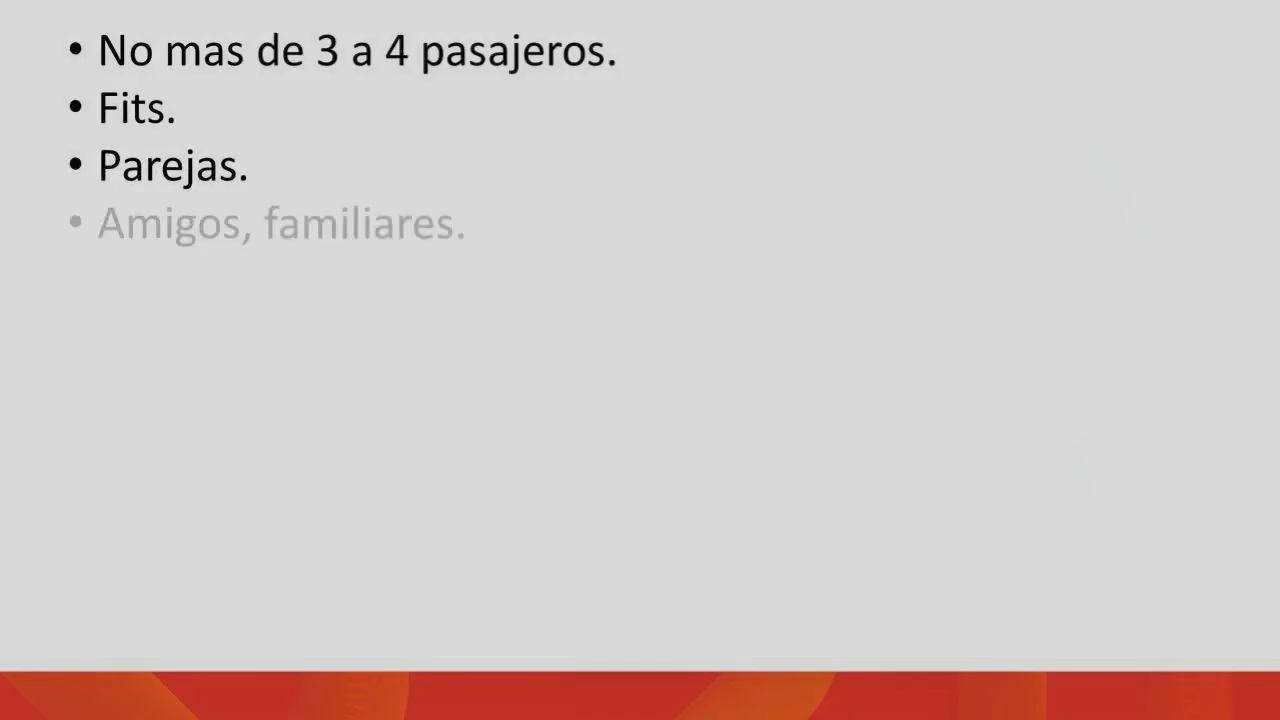 • No mas de 3 a 4 pasajeros.
• Fits.
• Parejas.
• Amigos, familiares.